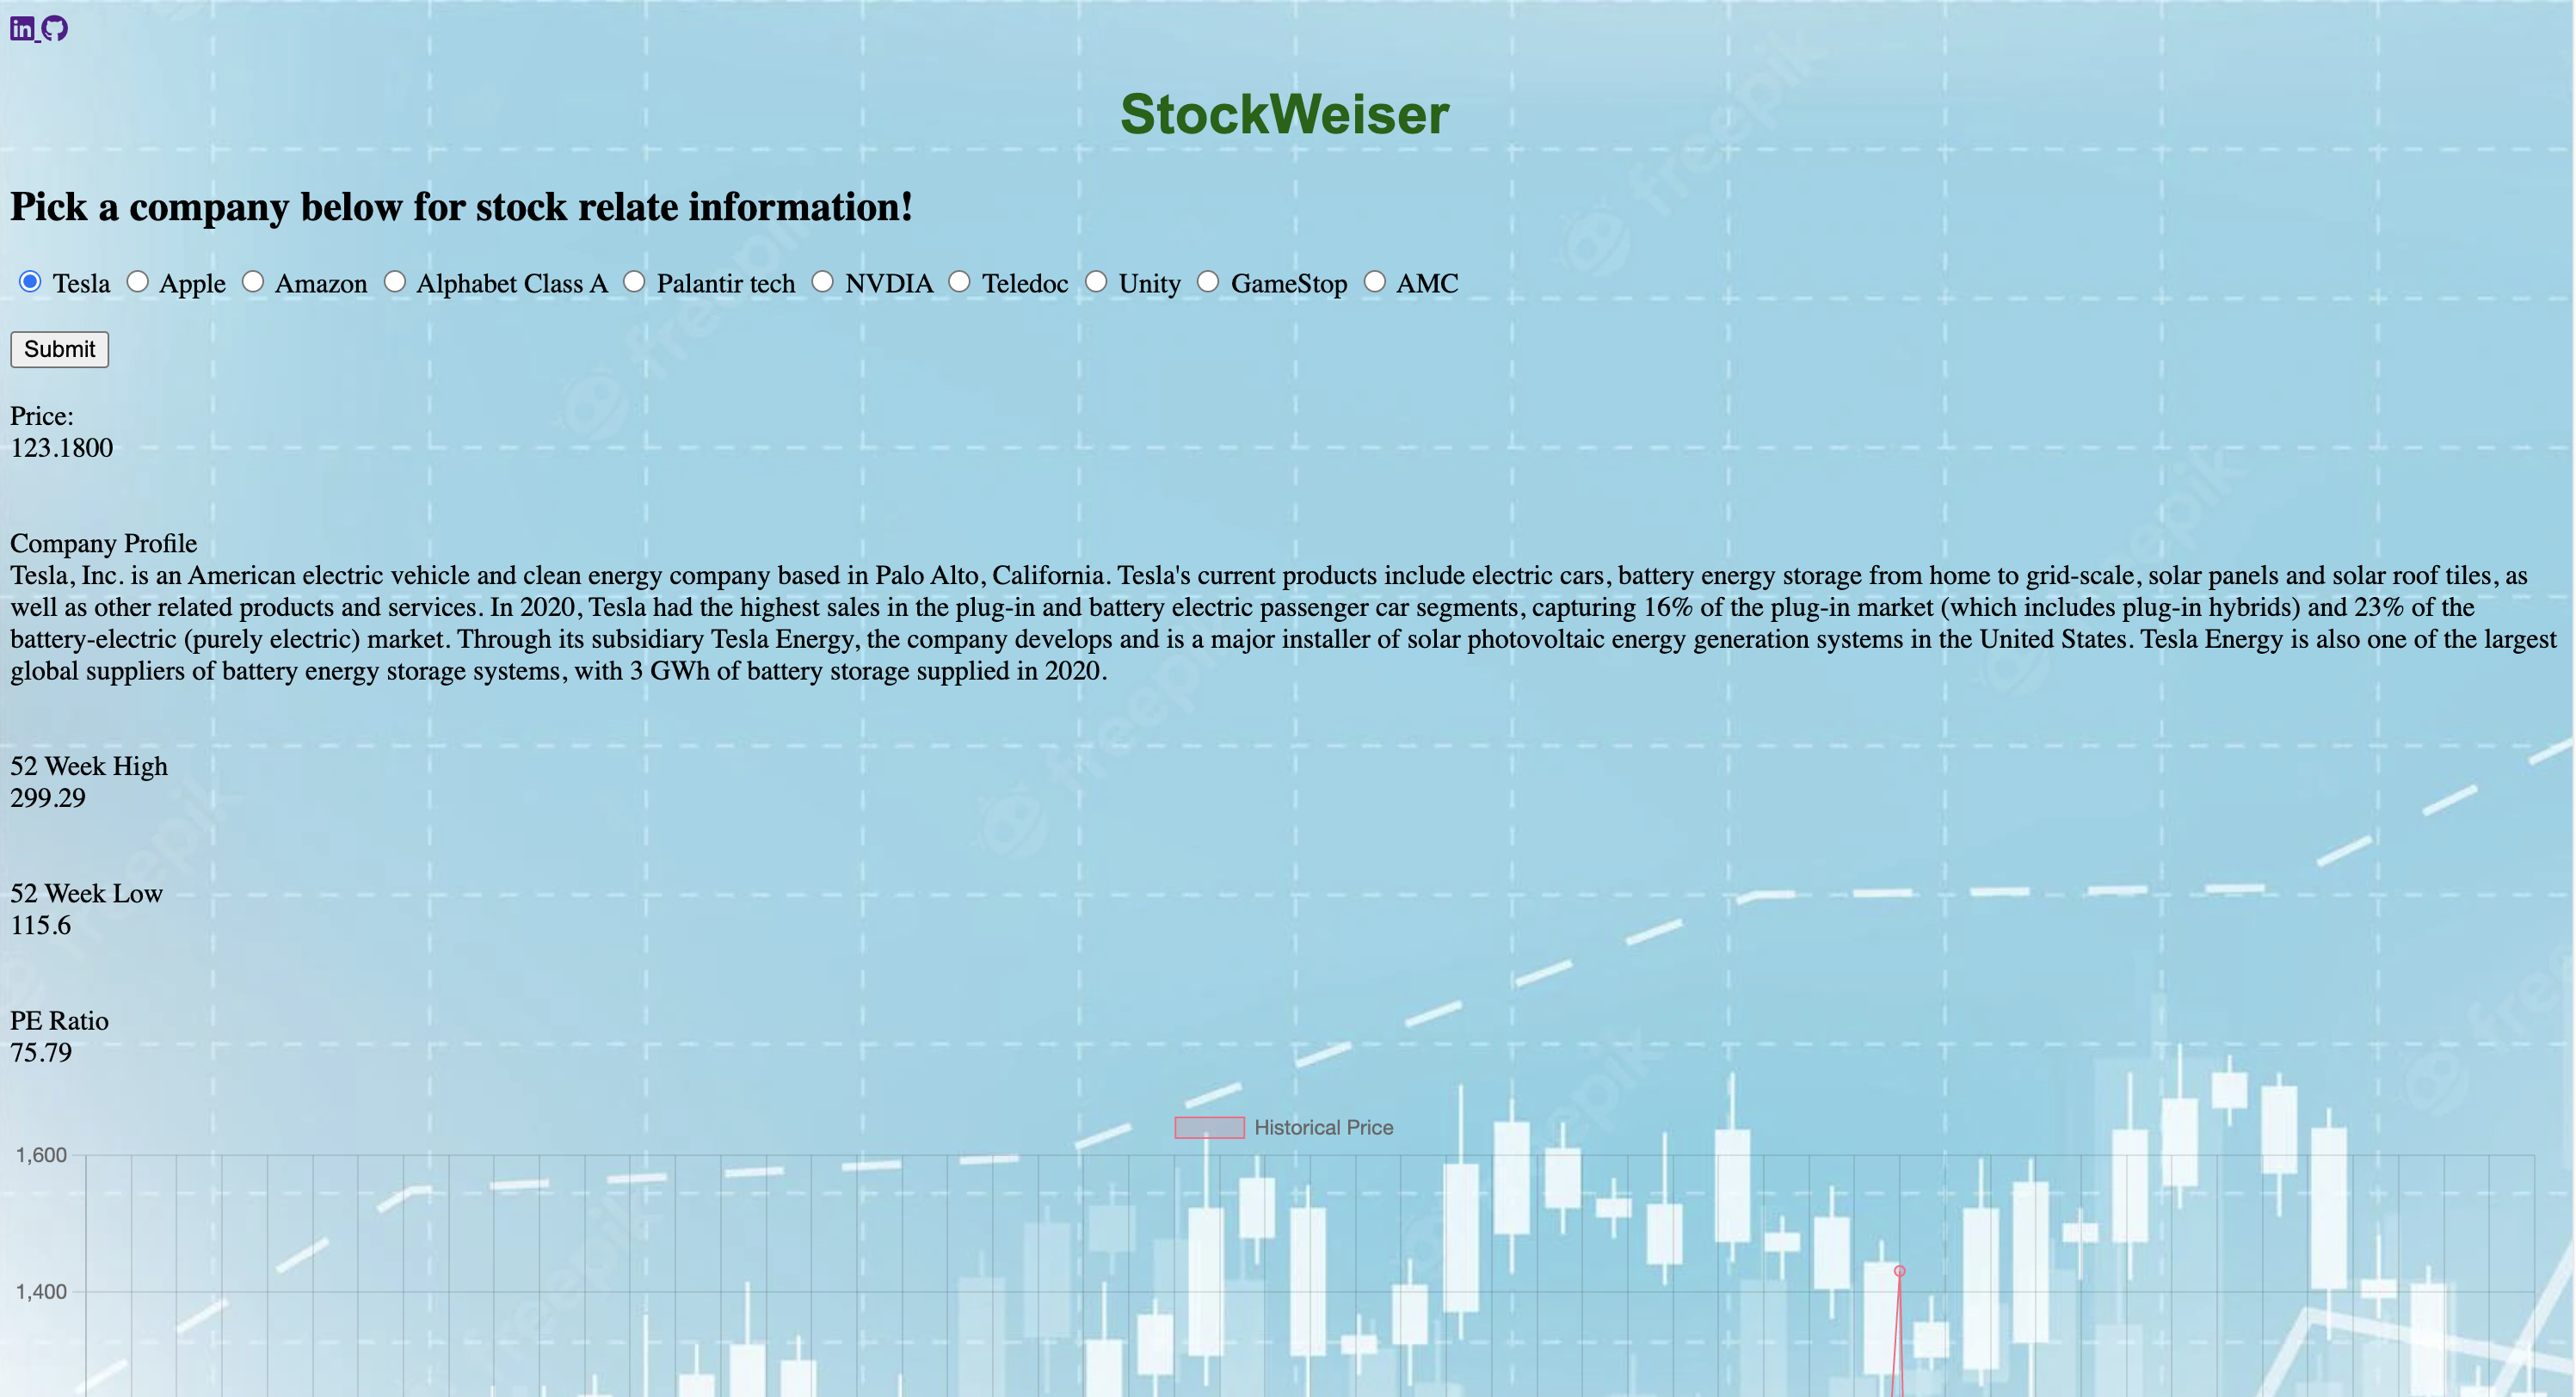 StockWeiser
Pick a company below for stock relate information!
Tesla Apple Amazon Alphabet Class A Palantir tech NVDIA Teledoc Unity GameStop AMC
Submit
Price:
123.1800
Company Profile
Tesla, Inc. is an American electric vehicle and clean energy company based in Palo Alto, California. Tesla's current products include electric cars, battery energy storage from home to grid-scale, solar panels and solar roof tiles, as
well as other related products and services. In 2020, Tesla had the highest sales in the plug-in and battery electric passenger car segments, capturing 16% of the plug-in market (which includes plug-in hybrids) and 23% of the
battery-electric (purely electric) market. Through its subsidiary Tesla Energy, the company develops and is a major installer of solar photovoltaic energy generation systems in the United States. Tesla Energy is also one of the largest
global suppliers of battery energy storage systems, with 3 GWh of battery storage supplied in 2020.
52 Week High
299.29
52 Week Low
115.6
PE Ratio
75.79
Historical Price
1,600
1,400
freepik
freepik
freepik
freepik
freepik
freepik
freepik